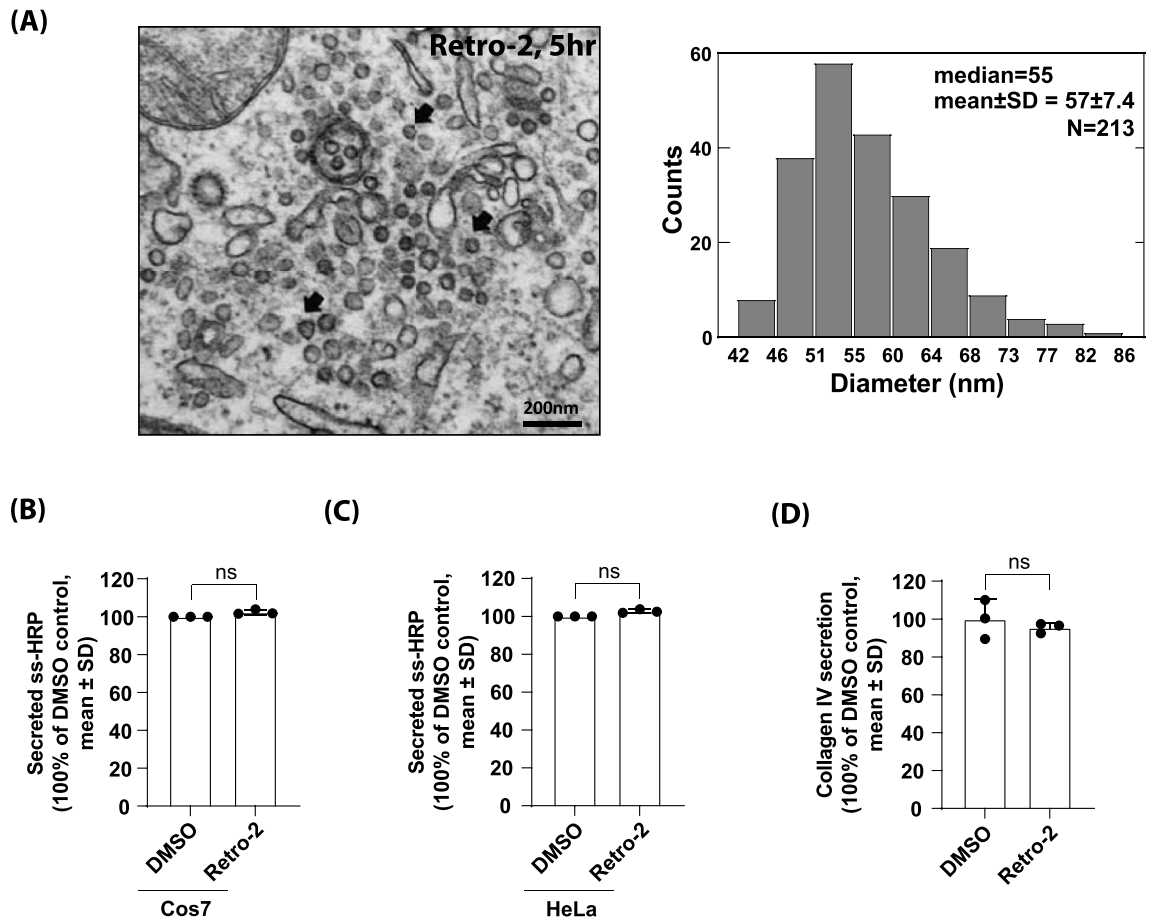 (A)
Retro-2, 5hr
200nm
60
40
20
0
Counts
median=55
mean±SD = 57±7.4
N=213
42 46 51 55 60 64 68 73 77 82 86
Diameter (nm)
(B)
Secreted ss-HRP
(100% of DMSO control,
mean ± SD)
120
100
80
60
40
20
0
ns
DMSO
Retro-2
Cos7
(C)
Secreted ss-HRP
(100% of DMSO control,
mean ± SD)
120
100
80
60
40
20
0
ns
DMSO
Retro-2
HeLa
(D)
Collagen IV secretion
(100% of DMSO control,
mean ± SD)
120
100
80
60
40
20
0
ns
DMSO
Retro-2